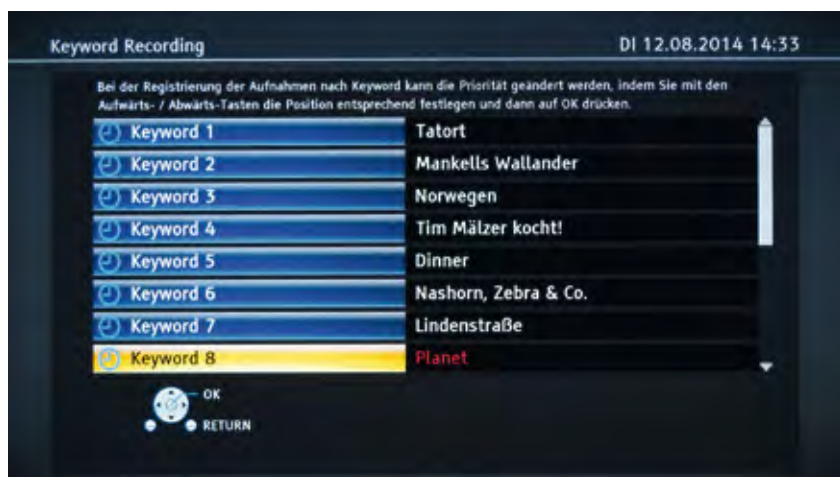 Keyword Recording DI 12.08.2014 14:33
Bei der Registrierung der Aufnahmen nach Keyword kann die Priorität geändert werden, indem Sie mit den
Aufwärts- / Abwärts-Tasten die Position entsprechend festlegen und dann auf OK drücken.
Keyword 1 Tatort
Keyword 2 Mankells Wallander
Keyword 3 Norwegen
Keyword 4 Tim Mälzer kocht!
Keyword 5 Dinner
Keyword 6 Nashorn, Zebra & Co.
Keyword 7 Lindenstraße
Keyword 8 Planet
OK
RETURN